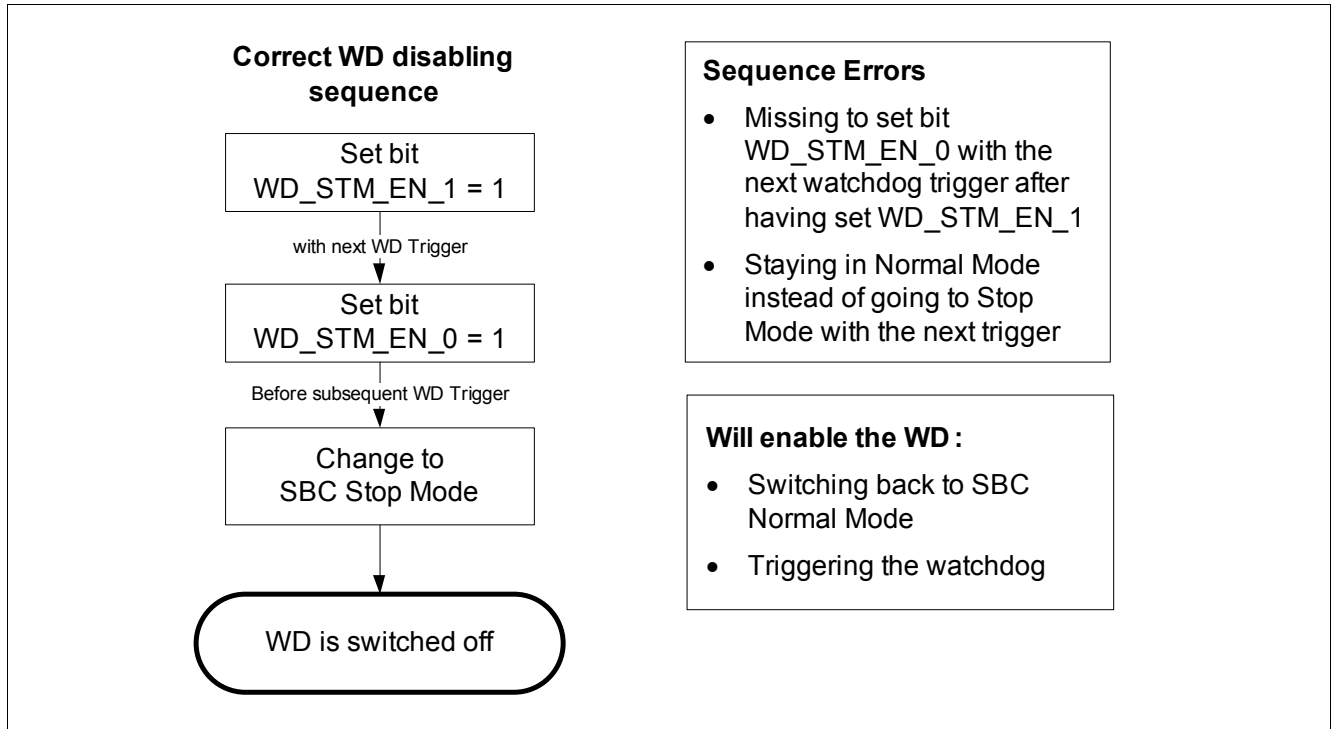 Correct WD disabling
sequence
Set bit
WD_STM_EN_1 = 1
with next WD Trigger
Set bit
WD_STM_EN_0 = 1
Before subsequent WD Trigger
Change to
SBC Stop Mode
WD is switched off
Sequence Errors
• Missing to set bit
WD_STM_EN_0 with the
next watchdog trigger after
having set WD_STM_EN_1
• Staying in Normal Mode
instead of going to Stop
Mode with the next trigger
Will enable the WD :
• Switching back to SBC
Normal Mode
• Triggering the watchdog